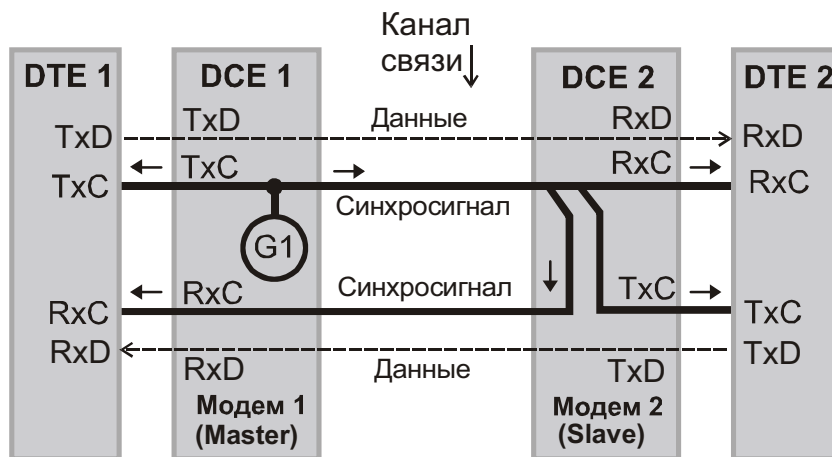 Канал
связи
DTE 1
DCE 1
DCE 2
DTE 2
TxD
TxD
Данные
RxD
RxD
TxC
TxC
RxC
RxC
Синхросигнал
G1
RxC
RxC
Синхросигнал
TxC
TxC
RxD
RxD
Данные
TxD
TxD
Модем 1
(Master)
Модем 2
(Slave)